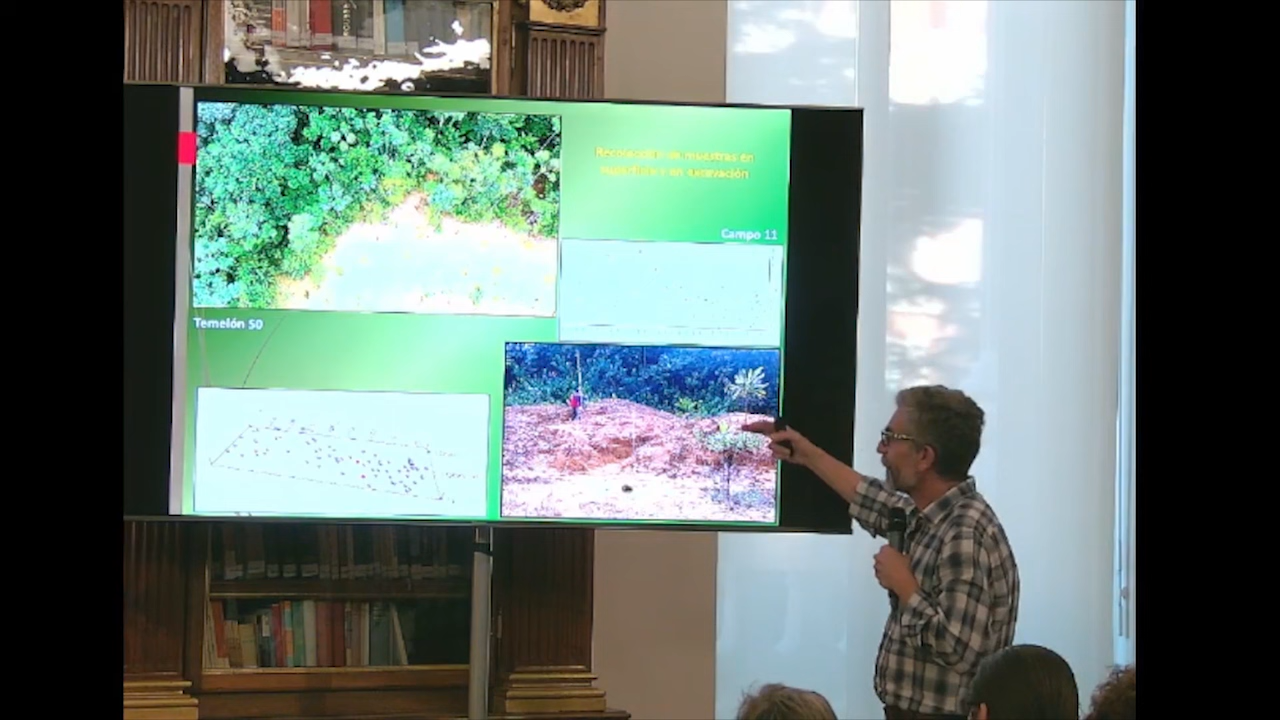 Recolección de muestras en
superficie y en excavación
Campo 11
Temelón 50